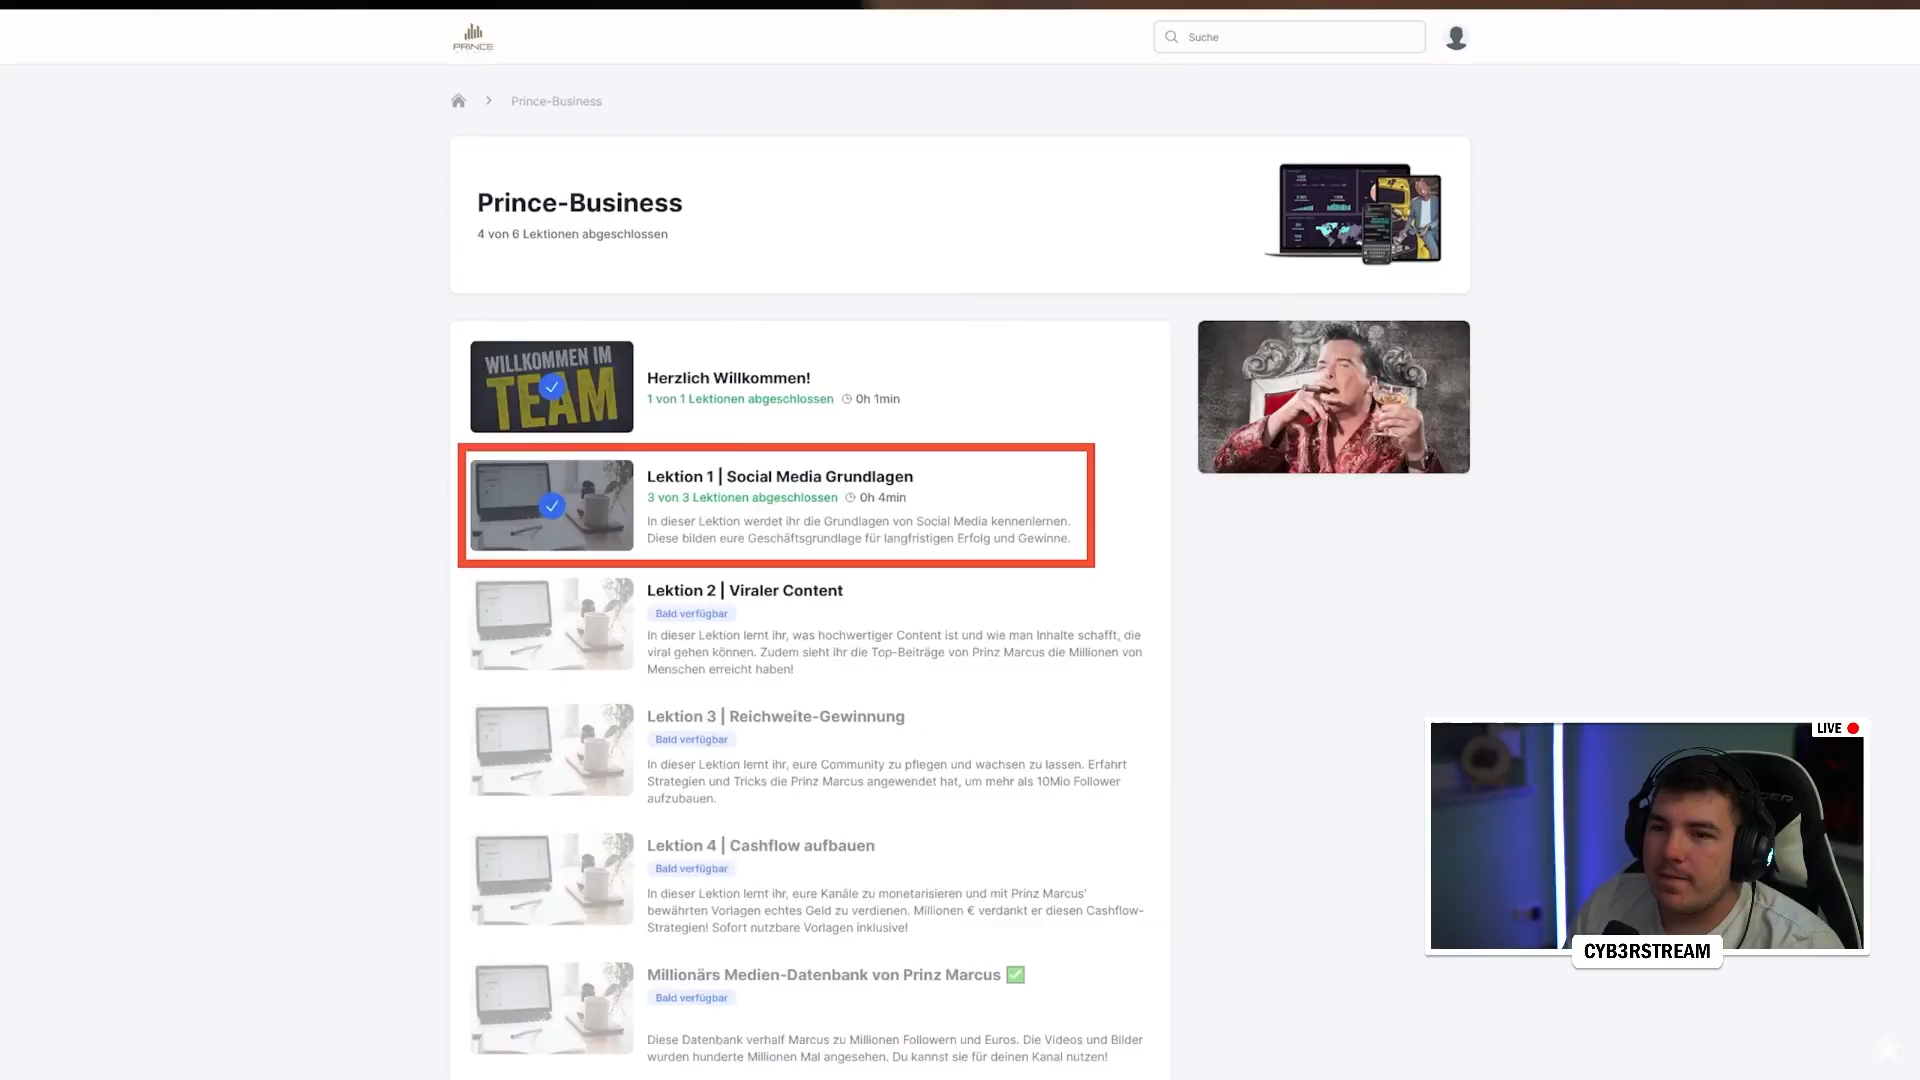 PRINCE
Suche
Prince-Business
Prince-Business
4 von 6 Lektionen abgeschlossen
WILLKOMMEN IM
TEAM
Herzlich Willkommen!
1 von 1 Lektionen abgeschlossen 0h 1min
Lektion 1 | Social Media Grundlagen
3 von 3 Lektionen abgeschlossen 0h 4min
In dieser Lektion werdet ihr die Grundlagen von Social Media kennenlernen.
Diese bilden eure Geschäftsgrundlage für langfristigen Erfolg und Gewinne.
Lektion 2 | Viraler Content
Bald verfügbar
In dieser Lektion lernt ihr, was hochwertiger Content ist und wie man Inhalte schafft, die
viral gehen können. Zudem sieht ihr die Top-Beiträge von Prinz Marcus die Millionen von
Menschen erreicht haben!
Lektion 3 | Reichweite-Gewinnung
Bald verfügbar
In dieser Lektion lernt ihr, eure Community zu pflegen und wachsen zu lassen. Erfahrt
Strategien und Tricks die Prinz Marcus angewendet hat, um mehr als 10Mio Follower
aufzubauen.
Lektion 4 | Cashflow aufbauen
Bald verfügbar
In dieser Lektion lernt ihr, eure Kanäle zu monetarisieren und mit Prinz Marcus'
bewährten Vorlagen echtes Geld zu verdienen. Millionen € verdankt er diesen Cashflow-
Strategien! Sofort nutzbare Vorlagen inklusive!
Millionärs Medien-Datenbank von Prinz Marcus ✅
Bald verfügbar
Diese Datenbank verhalf Marcus zu Millionen Followern und Euros. Die Videos und Bilder
wurden hunderte Millionen Mal angesehen. Du kannst sie für deinen Kanal nutzen!
LIVE
CYB3RSTREAM